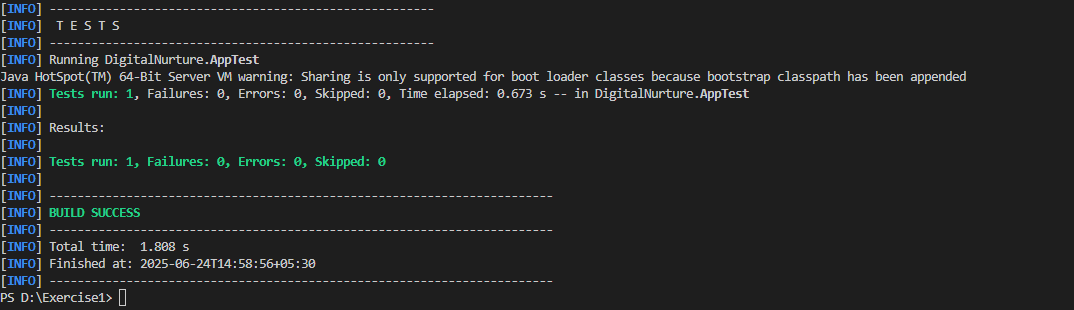 [INFO] -------------------------------------------------------
[INFO]  T E S T S
[INFO] -------------------------------------------------------
[INFO] Running DigitalNurture.AppTest
Java HotSpot(TM) 64-Bit Server VM warning: Sharing is only supported for boot loader classes because bootstrap classpath has been appended
[INFO] Tests run: 1, Failures: 0, Errors: 0, Skipped: 0, Time elapsed: 0.673 s -- in DigitalNurture.AppTest
[INFO]
[INFO] Results:
[INFO]
[INFO] Tests run: 1, Failures: 0, Errors: 0, Skipped: 0
[INFO]
[INFO] ------------------------------------------------------------------------
[INFO] BUILD SUCCESS
[INFO] ------------------------------------------------------------------------
[INFO] Total time:  1.808 s
[INFO] Finished at: 2025-06-24T14:58:56+05:30
[INFO] ------------------------------------------------------------------------
PS D:\Exercise1>